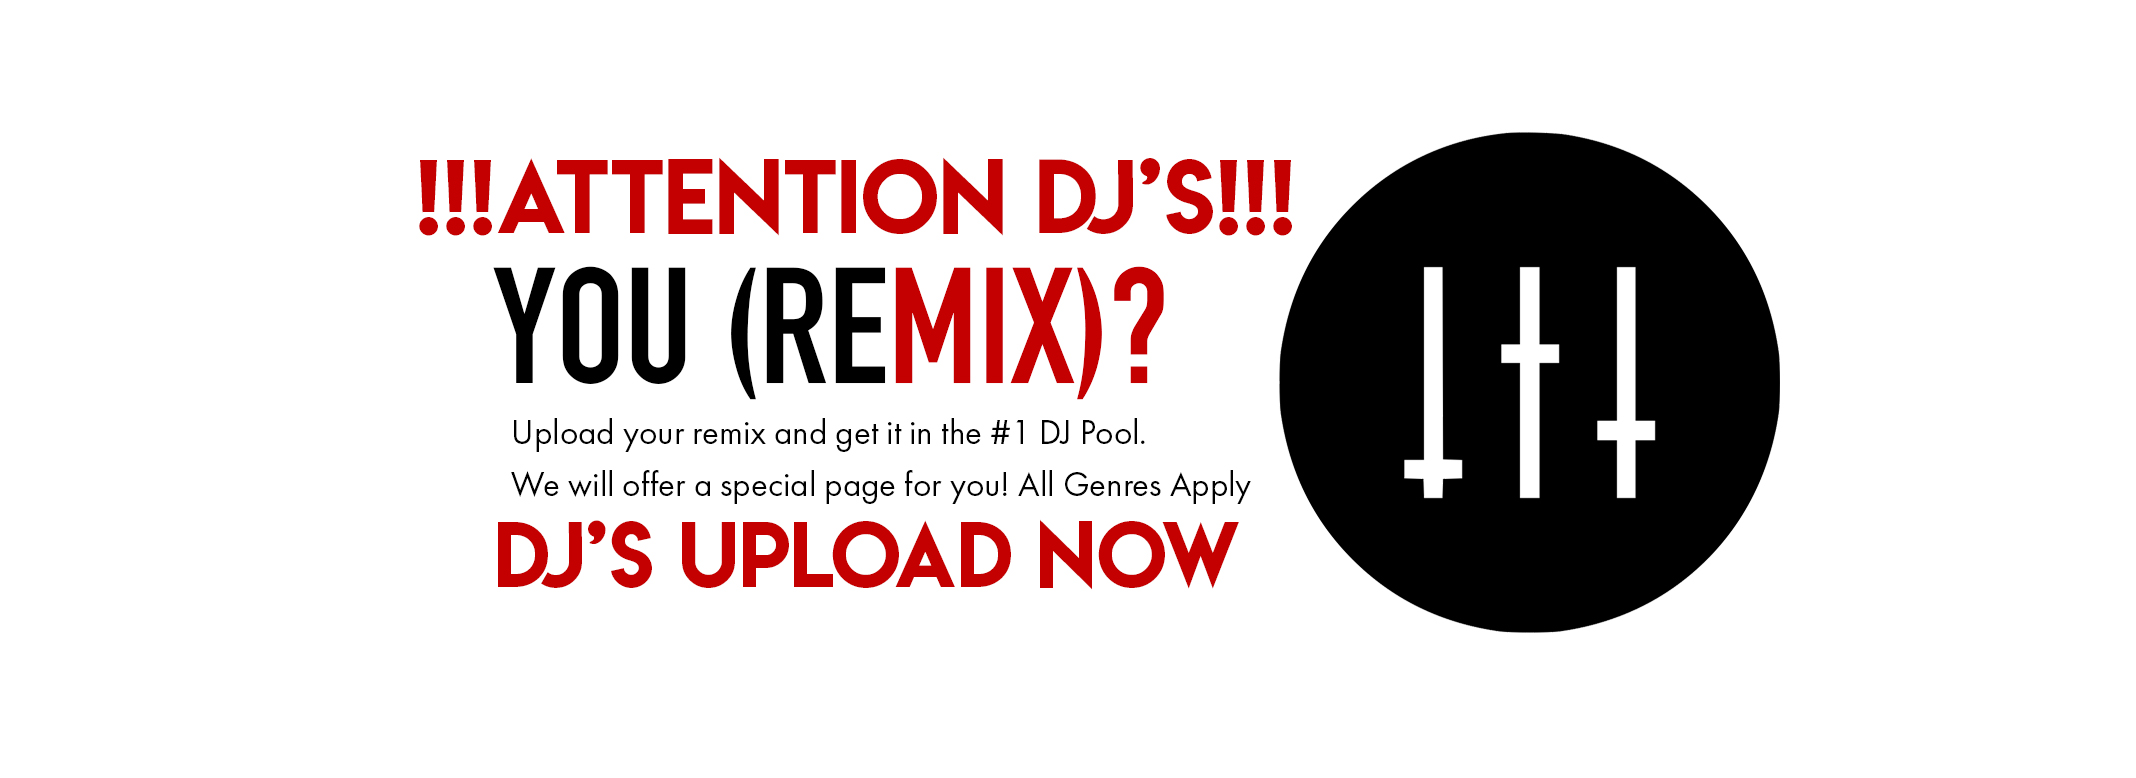 !!!ATTENTION DJ’S!!!
YOU (REMIX)?
Upload your remix and get it in the #1 DJ Pool.
We will offer a special page for you! All Genres Apply
DJ’S UPLOAD NOW